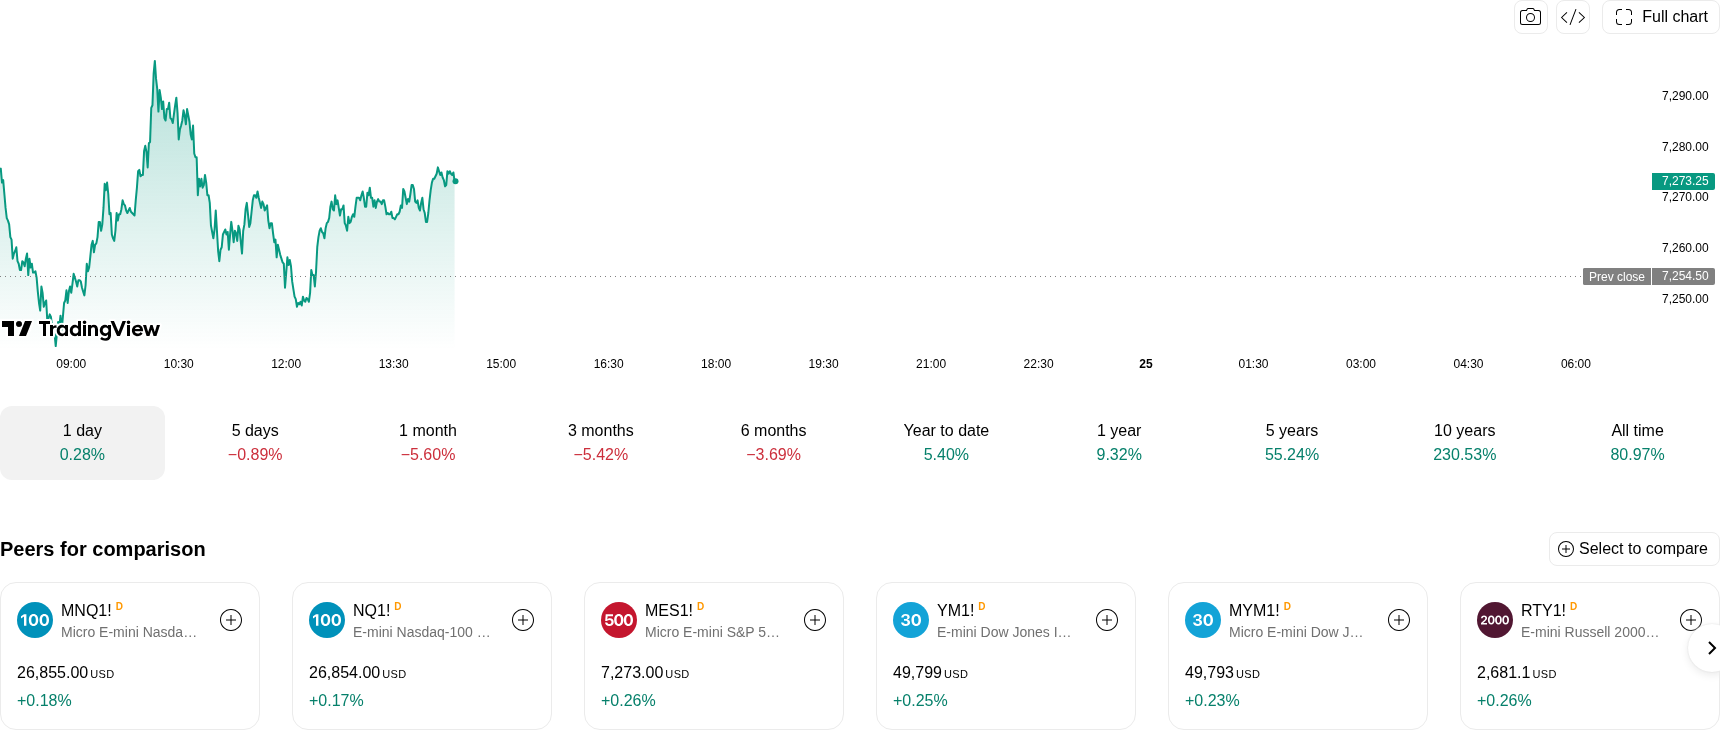 Full chart
7,290.00
7,280.00
7,273.25
7,270.00
7,260.00
Prev close 7,254.50
7,250.00
TradingView
09:00 10:30 12:00 13:30 15:00 16:30 18:00 19:30 21:00 22:30 25 01:30 03:00 04:30 06:00
1 day 5 days 1 month 3 months 6 months Year to date 1 year 5 years 10 years All time
0.28% −0.89% −5.60% −5.42% −3.69% 5.40% 9.32% 55.24% 230.53% 80.97%
Peers for comparison
Select to compare
100 MNQ1! D
Micro E-mini Nasda…
26,855.00 USD
+0.18%
100 NQ1! D
E-mini Nasdaq-100 …
26,854.00 USD
+0.17%
500 MES1! D
Micro E-mini S&P 5…
7,273.00 USD
+0.26%
30 YM1! D
E-mini Dow Jones I…
49,799 USD
+0.25%
30 MYM1! D
Micro E-mini Dow J…
49,793 USD
+0.23%
2000 RTY1! D
E-mini Russell 2000…
2,681.1 USD
+0.26%